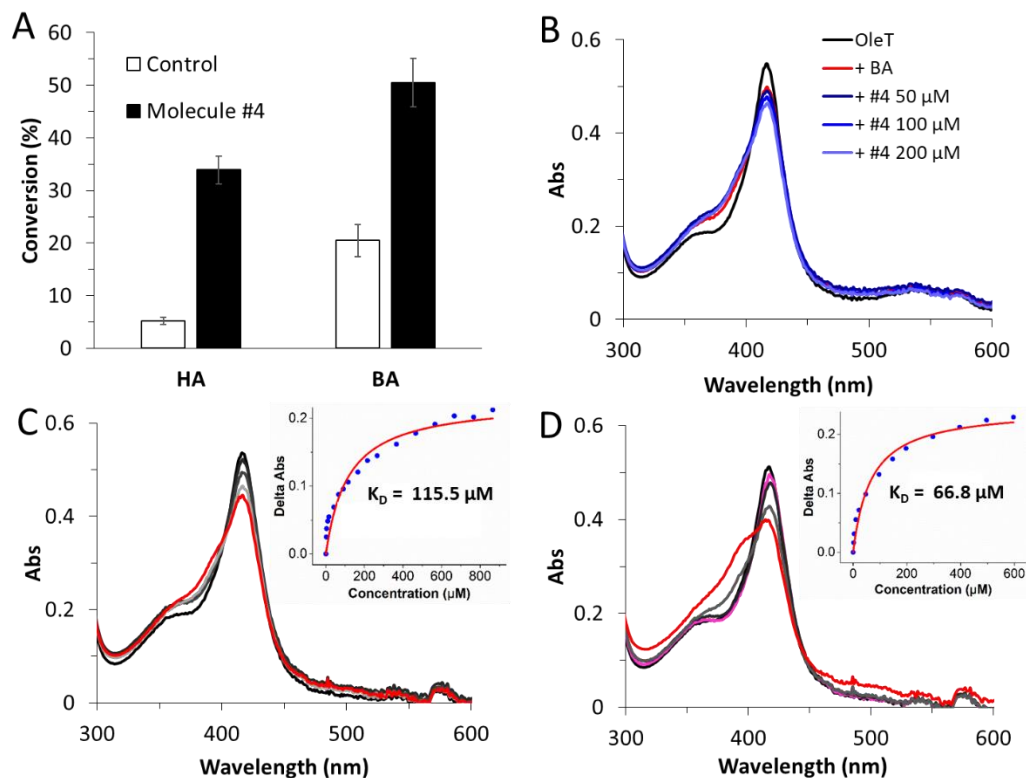 A
Control
Molecule #4
Conversion (%)
60
50
40
30
20
10
0
HA
BA
B
OleT
+ BA
+ #4 50 µM
+ #4 100 µM
+ #4 200 µM
Abs
0.6
0.4
0.2
0
300
400
500
600
Wavelength (nm)
C
Abs
0.6
0.4
0.2
0
300
400
500
600
Wavelength (nm)
Delta Abs
0.2
0.1
0.0
0
200
400
600
800
Concentration (µM)
KD = 115.5 µM
D
Abs
0.6
0.4
0.2
0
300
400
500
600
Wavelength (nm)
Delta Abs
0.2
0.1
0.0
0
200
400
600
Concentration (µM)
KD = 66.8 µM